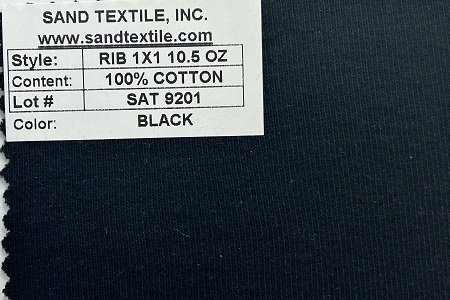 SAND TEXTILE, INC.
www.sandtextile.com
Style: RIB 1X1 10.5 OZ
Content: 100% COTTON
Lot # SAT 9201
Color: BLACK